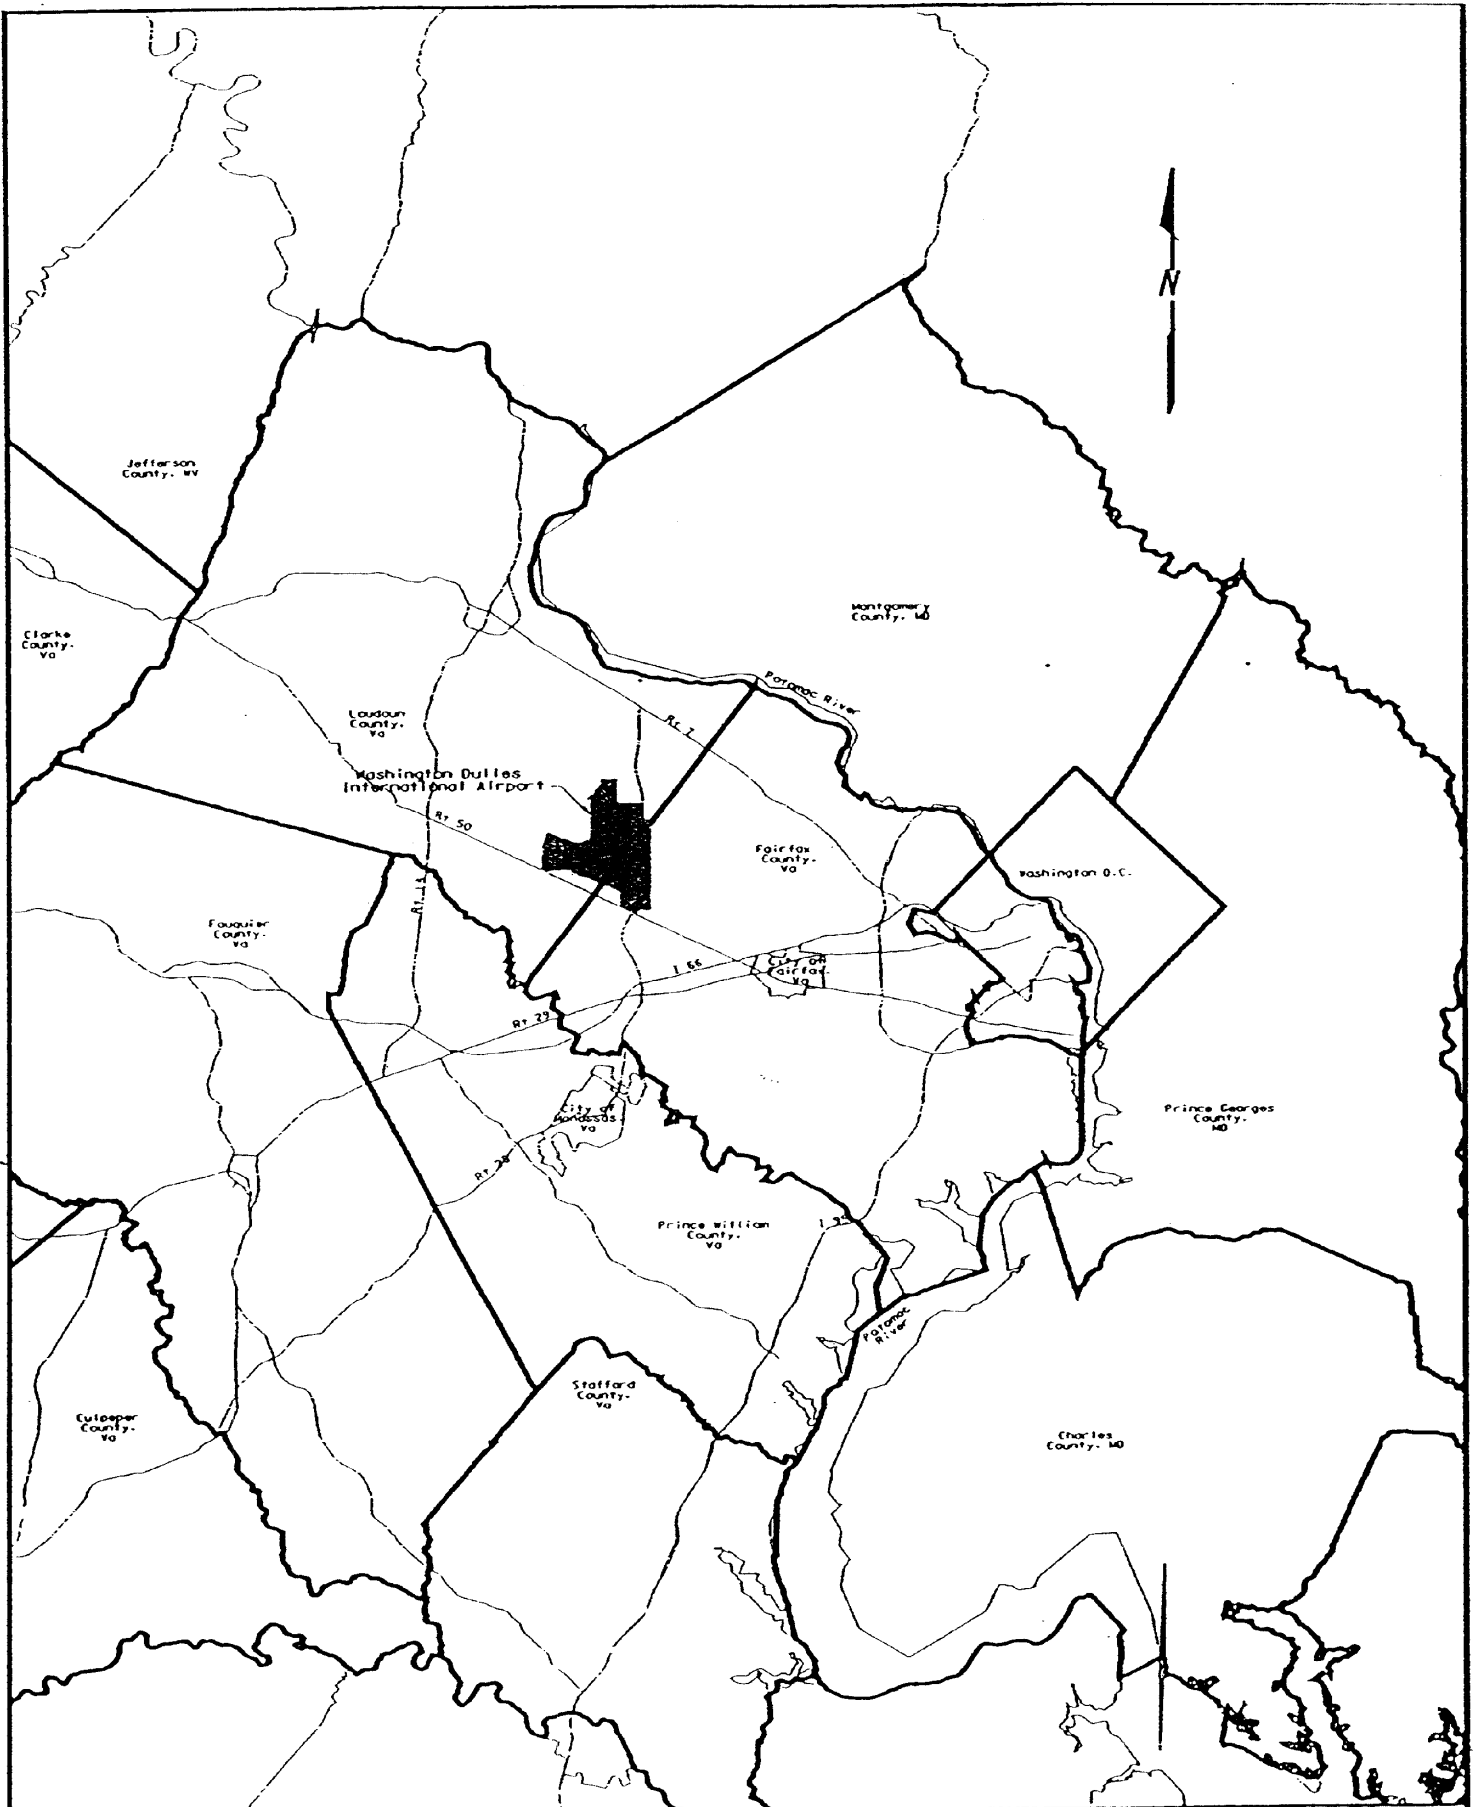 N
Jefferson
County, WV
Montgomery
County, MD
Clarke
County,
Va
Potomac River
Loudoun
County,
Va
Rt 7
Washington Dulles
International Airport
Rt 50
Fairfax
County,
Va
Washington D.C.
Rt 15
Fauquier
County,
Va
I 66
City of
Fairfax,
Va
Rt 29
City of
Manassas,
Va
Prince Georges
County,
MD
Rt 28
Prince William
County,
Va
I 95
Potomac
River
Stafford
County,
Va
Culpeper
County,
Va
Charles
County, MD